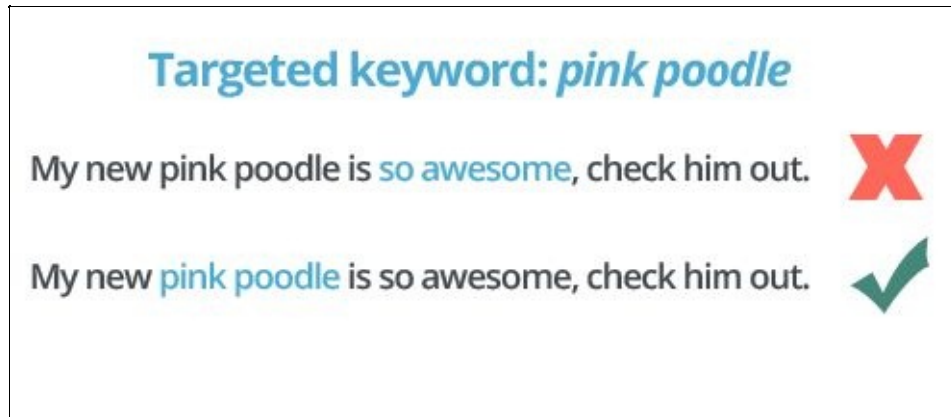 Targeted keyword: pink poodle
My new pink poodle is so awesome, check him out.
My new pink poodle is so awesome, check him out.